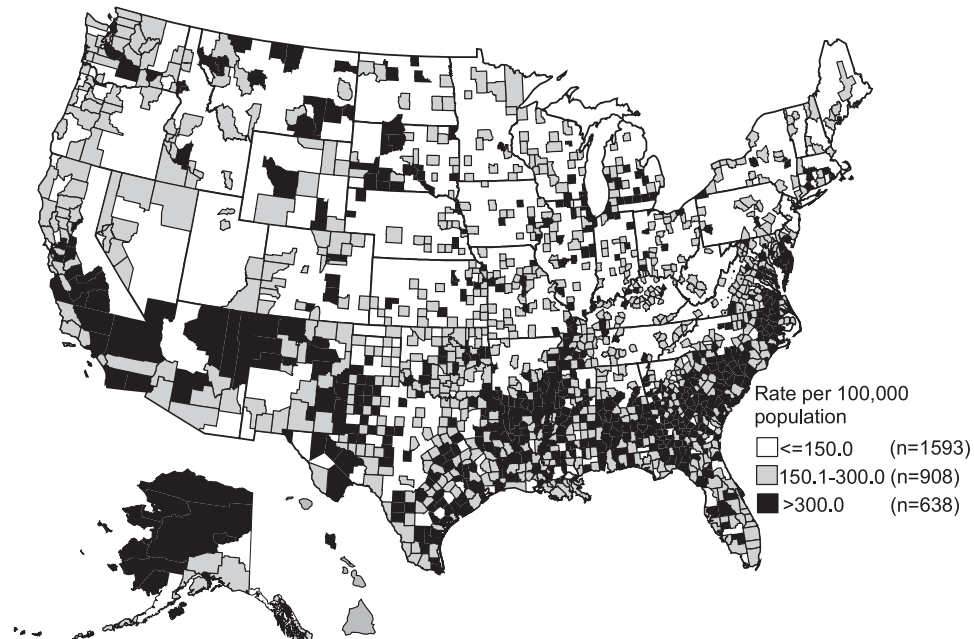 Rate per 100,000
population
<=150.0 (n=1593)
150.1-300.0 (n=908)
>300.0 (n=638)